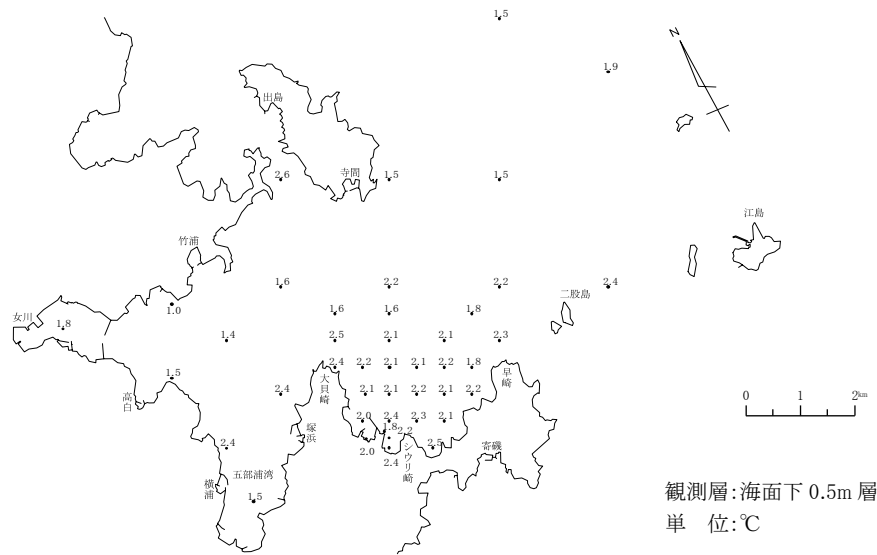 1.5
1.9
N
出島
寺間
2.6
1.5
1.5
江島
竹浦
1.6
2.2
2.2
2.4
二股島
女川
1.8
1.0
1.6
1.6
1.8
1.4
2.5
2.1
2.1
2.3
1.5
2.4
2.2
2.1
2.1
2.2
1.8
大貝崎
早崎
高白
2.4
2.1
2.1
2.2
2.1
2.2
0 1 2km
2.0
2.4
2.3
2.1
塚浜
1.8
2.2
2.4
2.0
2.4
シウリ崎
2.5
寄磯
五部浦湾
横浦
1.5
観測層:海面下 0.5m 層
単 位:℃